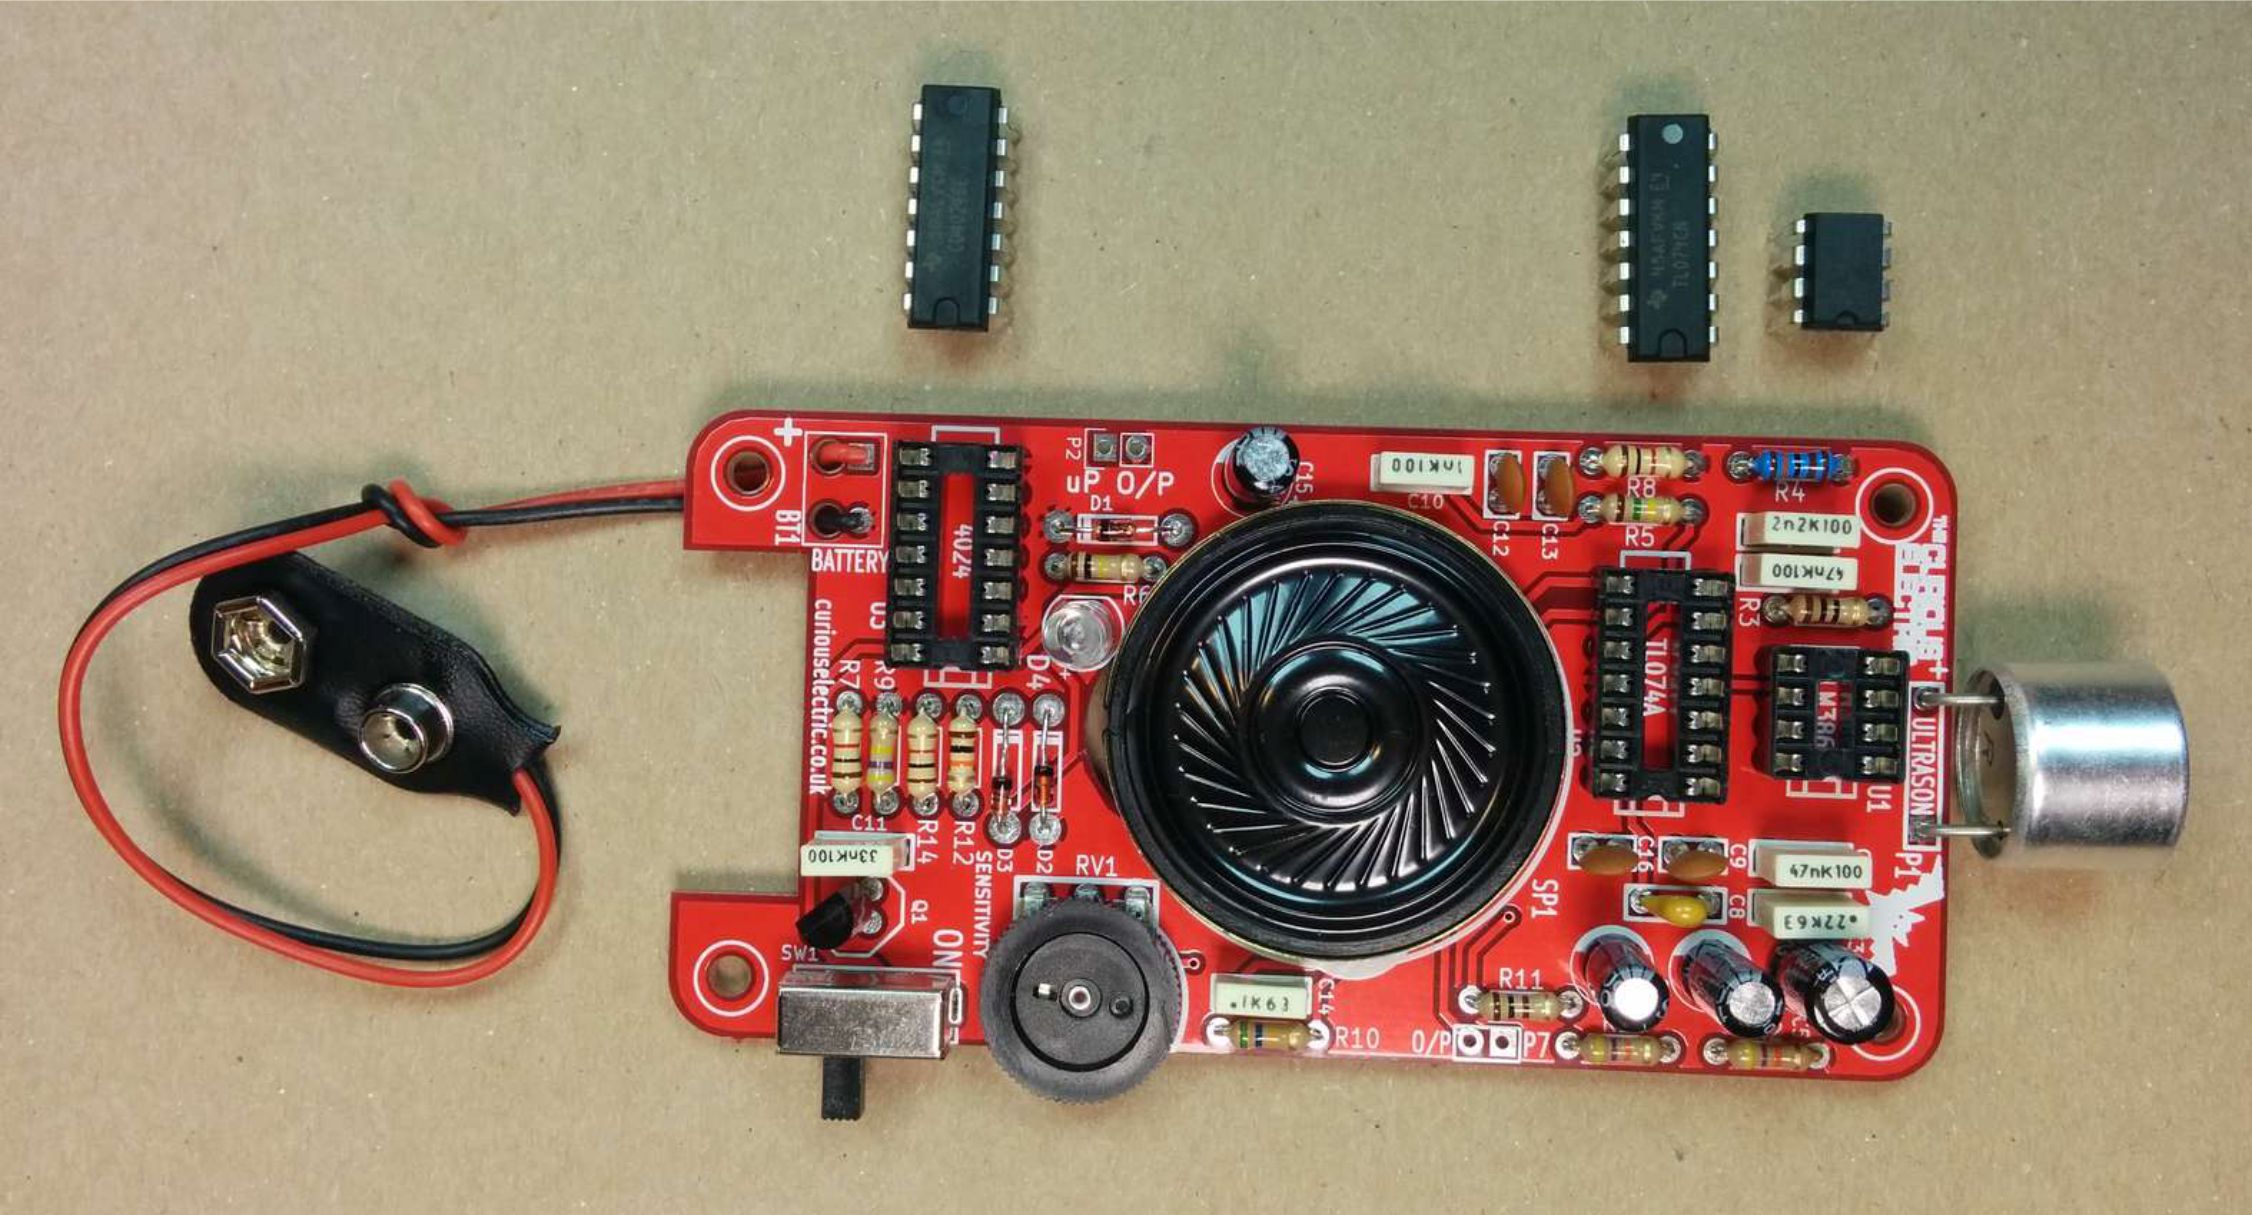 CD4024BE
TL074CN
+
BT1
BATTERY
4024
U3
P2
uP O/P
D1
R6
D4
+
C15
1nK100
C10
C12
C13
R8
R5
R4
2n2K100
47nK100
R3
TL074A
LM386
U1
+
ULTRASON
P1
curiouselectric.co.uk
R7
R9
R14
R12
D3
D2
C11
33nK100
Q1
SENSITIVITY
SW1
ON
RV1
SP1
C16
C9
C8
47nK100
.22K63
.1K63
C14
R10
R11
O/P
P7